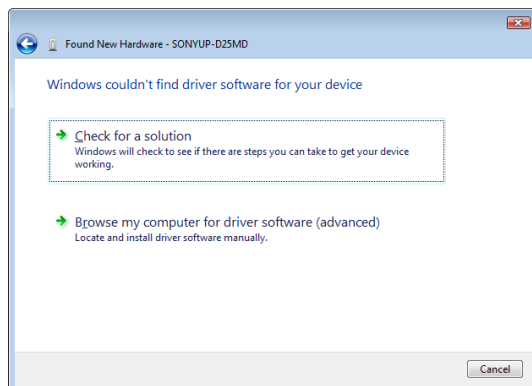 Found New Hardware - SONYUP-D25MD
Windows couldn't find driver software for your device
Check for a solution
Windows will check to see if there are steps you can take to get your device
working.
Browse my computer for driver software (advanced)
Locate and install driver software manually.
Cancel